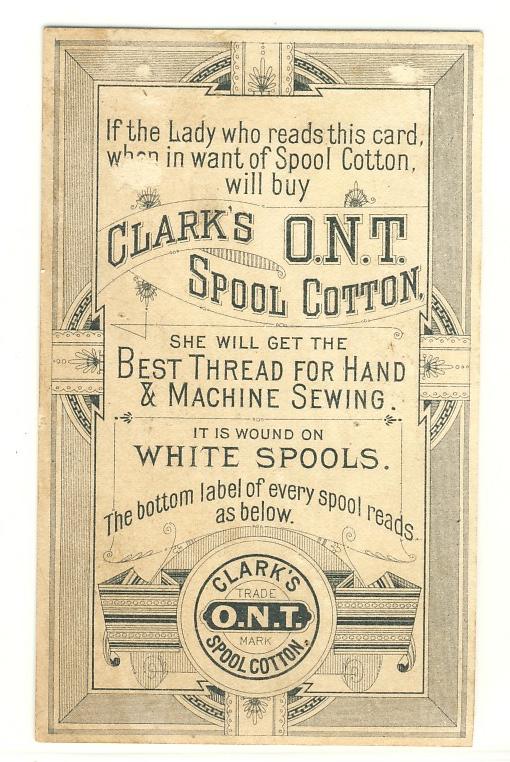 If the Lady who reads this card,
when in want of Spool Cotton,
will buy
CLARK'S O.N.T.
SPOOL COTTON,
SHE WILL GET THE
BEST THREAD FOR HAND
& MACHINE SEWING.
IT IS WOUND ON
WHITE SPOOLS.
The bottom label of every spool reads
as below.
CLARK'S
TRADE
O.N.T.
MARK
SPOOL COTTON.